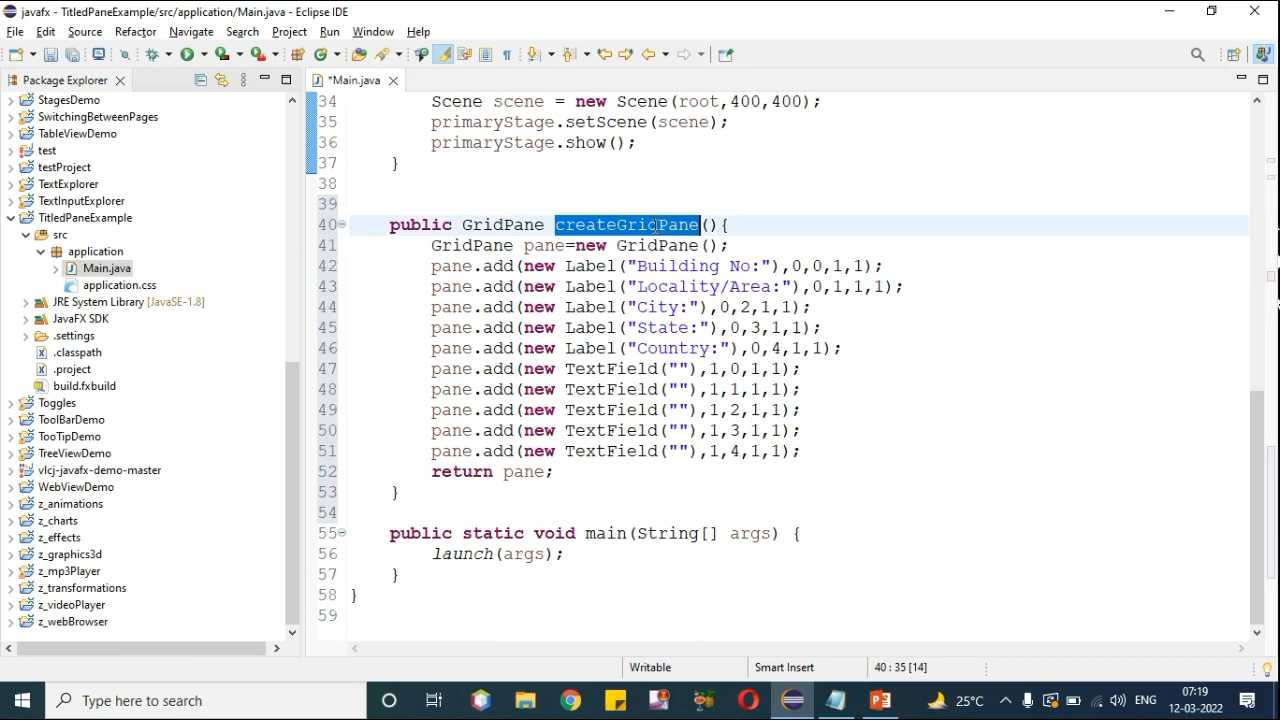 javafx - TitledPaneExample/src/application/Main.java - Eclipse IDE
File Edit Source Refactor Navigate Search Project Run Window Help
Package Explorer
*Main.java
StagesDemo
SwitchingBetweenPages
TableViewDemo
test
testProject
TextExplorer
TextInputExplorer
TitledPaneExample
src
application
Main.java
application.css
JRE System Library [JavaSE-1.8]
JavaFX SDK
.settings
.classpath
.project
build.fxbuild
Toggles
ToolBarDemo
TooTipDemo
TreeViewDemo
vlcj-javafx-demo-master
WebViewDemo
z_animations
z_charts
z_effects
z_graphics3d
z_mp3Player
z_transformations
z_videoPlayer
z_webBrowser
34 Scene scene = new Scene(root,400,400);
35 primaryStage.setScene(scene);
36 primaryStage.show();
37 }
38
39
40 public GridPane createGridPane(){
41 GridPane pane=new GridPane();
42 pane.add(new Label("Building No:"),0,0,1,1);
43 pane.add(new Label("Locality/Area:"),0,1,1,1);
44 pane.add(new Label("City:"),0,2,1,1);
45 pane.add(new Label("State:"),0,3,1,1);
46 pane.add(new Label("Country:"),0,4,1,1);
47 pane.add(new TextField(""),1,0,1,1);
48 pane.add(new TextField(""),1,1,1,1);
49 pane.add(new TextField(""),1,2,1,1);
50 pane.add(new TextField(""),1,3,1,1);
51 pane.add(new TextField(""),1,4,1,1);
52 return pane;
53 }
54
55 public static void main(String[] args) {
56 launch(args);
57 }
58 }
59
Writable Smart Insert 40 : 35 [14]
Type here to search
25°C ENG 07:19
12-03-2022